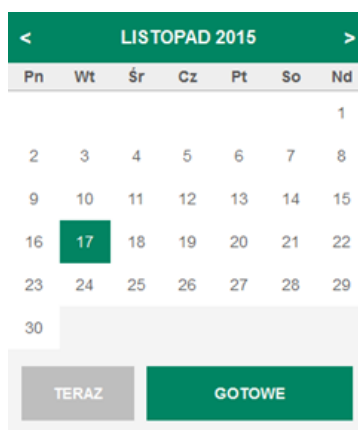 < LISTOPAD 2015 >
Pn Wt Śr Cz Pt So Nd
1
2 3 4 5 6 7 8
9 10 11 12 13 14 15
16 17 18 19 20 21 22
23 24 25 26 27 28 29
30
TERAZ GOTOWE